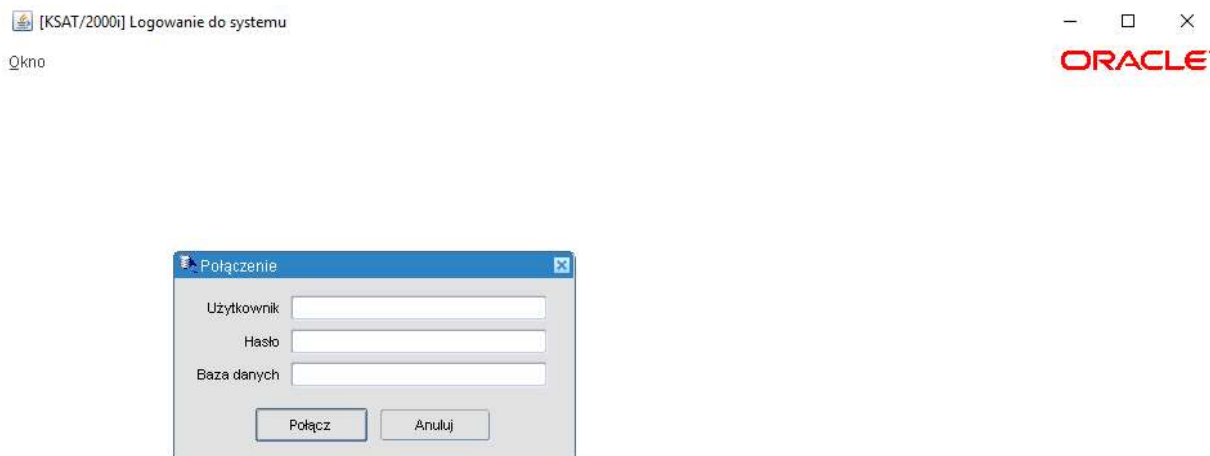 [KSAT/2000i] Logowanie do systemu
Okno
ORACLE
Połączenie
Użytkownik
Hasło
Baza danych
Połącz Anuluj